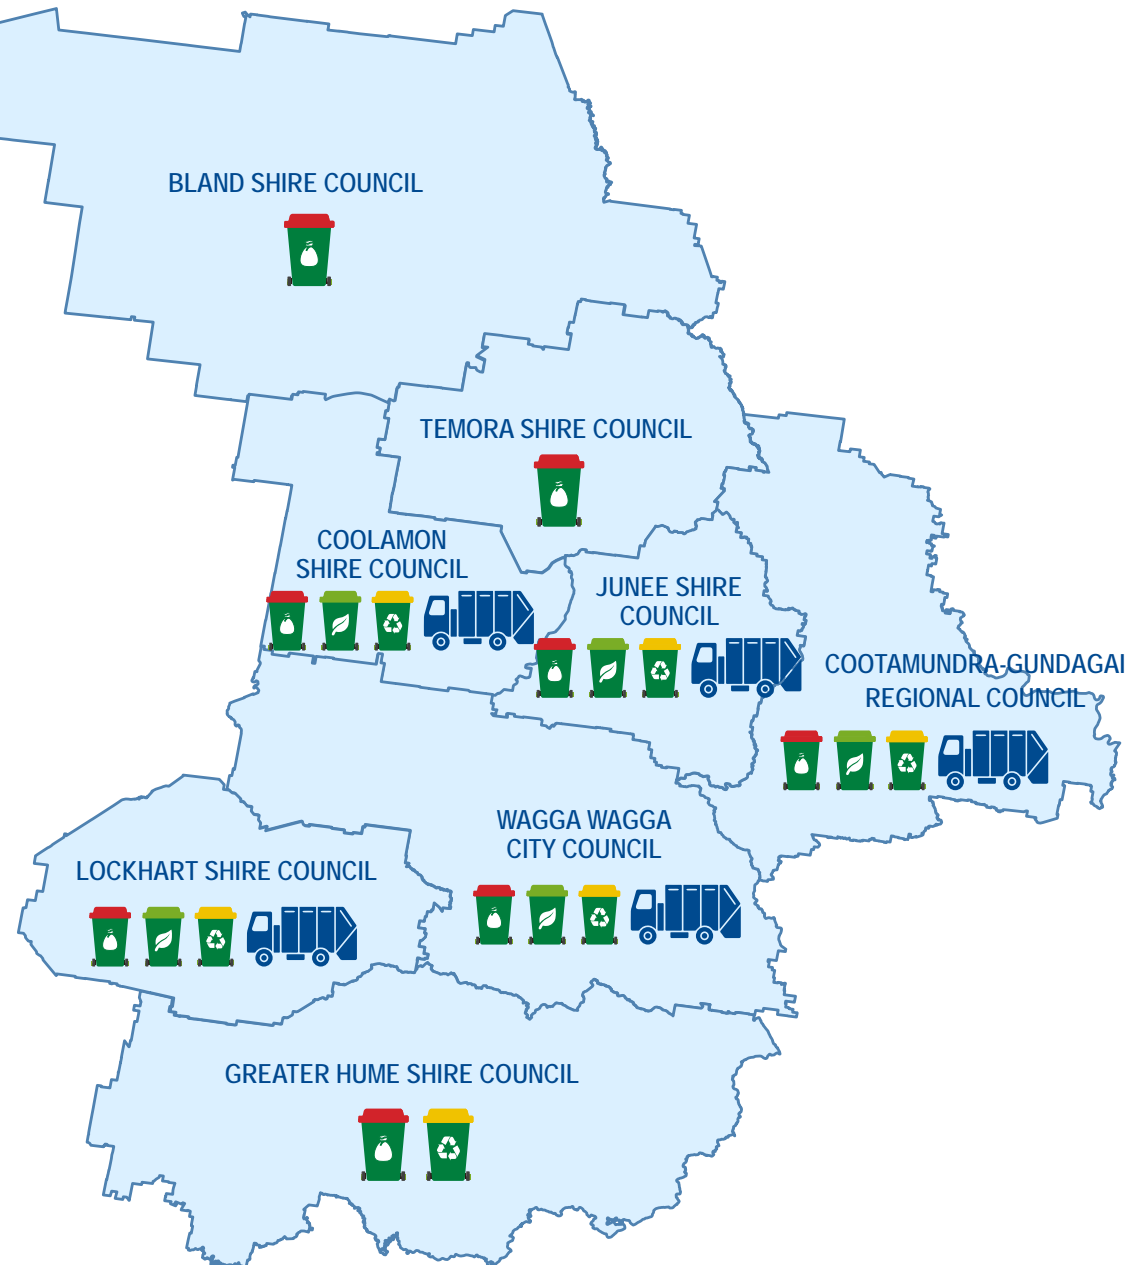 BLAND SHIRE COUNCIL
TEMORA SHIRE COUNCIL
COOLAMON
SHIRE COUNCIL
JUNEE SHIRE
COUNCIL
COOTAMUNDRA-GUNDAGAI
REGIONAL COUNCIL
WAGGA WAGGA
CITY COUNCIL
LOCKHART SHIRE COUNCIL
GREATER HUME SHIRE COUNCIL